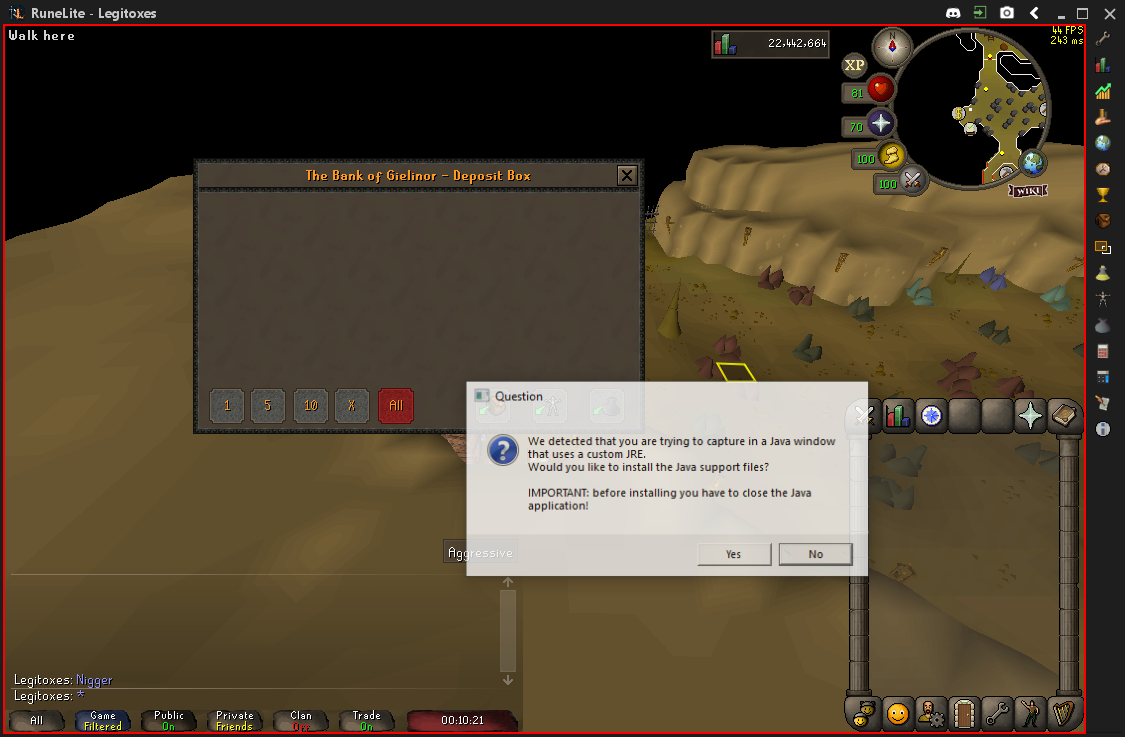 RuneLite - Legitoxes
Walk here
22,442,664
44 FPS
243 ms
N
XP
81
70
100
100
WIKI
The Bank of Gielinor - Deposit Box
1
5
10
X
All
Question
We detected that you are trying to capture in a Java window
that uses a custom JRE.
Would you like to install the Java support files?
IMPORTANT: before installing you have to close the Java
application!
Yes
No
Aggressive
Legitoxes: Nigger
Legitoxes: *
All
Game
Filtered
Public
On
Private
Friends
Clan
Off
Trade
On
00:10:21